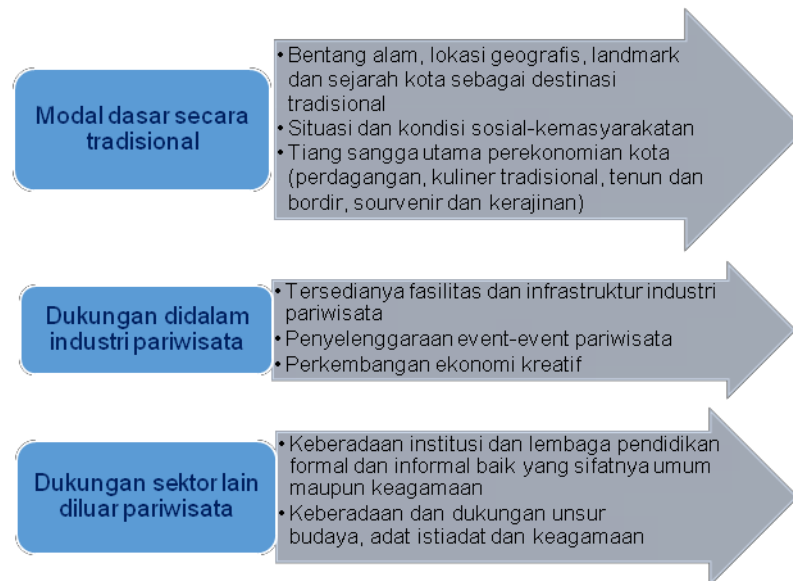 Modal dasar secara
tradisional
• Bentang alam, lokasi geografis, landmark
dan sejarah kota sebagai destinasi
tradisional
• Situasi dan kondisi sosial-kemasyarakatan
• Tiang sangga utama perekonomian kota
(perdagangan, kuliner tradisional, tenun dan
bordir, sourvenir dan kerajinan)
Dukungan didalam
industri pariwisata
• Tersedianya fasilitas dan infrastruktur industri
pariwisata
• Penyelenggaraan event-event pariwisata
• Perkembangan ekonomi kreatif
Dukungan sektor lain
diluar pariwisata
• Keberadaan institusi dan lembaga pendidikan
formal dan informal baik yang sifatnya umum
maupun keagamaan
• Keberadaan dan dukungan unsur
budaya, adat istiadat dan keagamaan